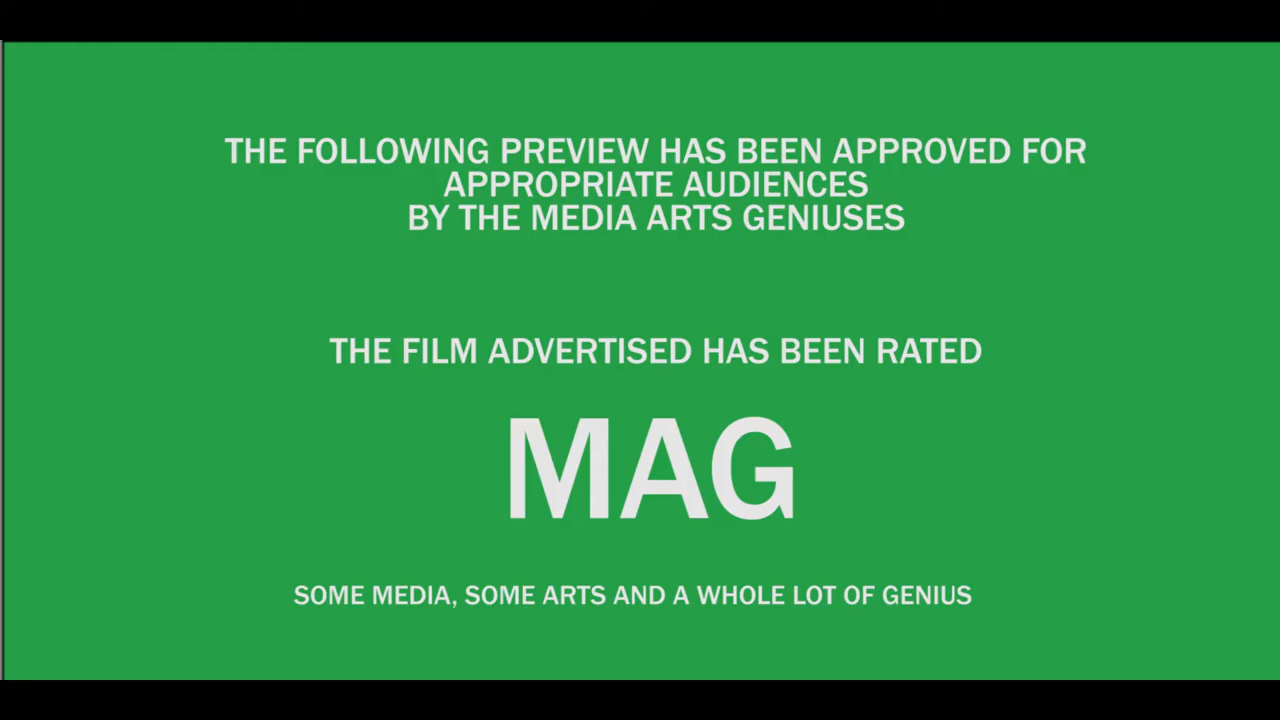 THE FOLLOWING PREVIEW HAS BEEN APPROVED FOR
APPROPRIATE AUDIENCES
BY THE MEDIA ARTS GENIUSES
THE FILM ADVERTISED HAS BEEN RATED
MAG
SOME MEDIA, SOME ARTS AND A WHOLE LOT OF GENIUS